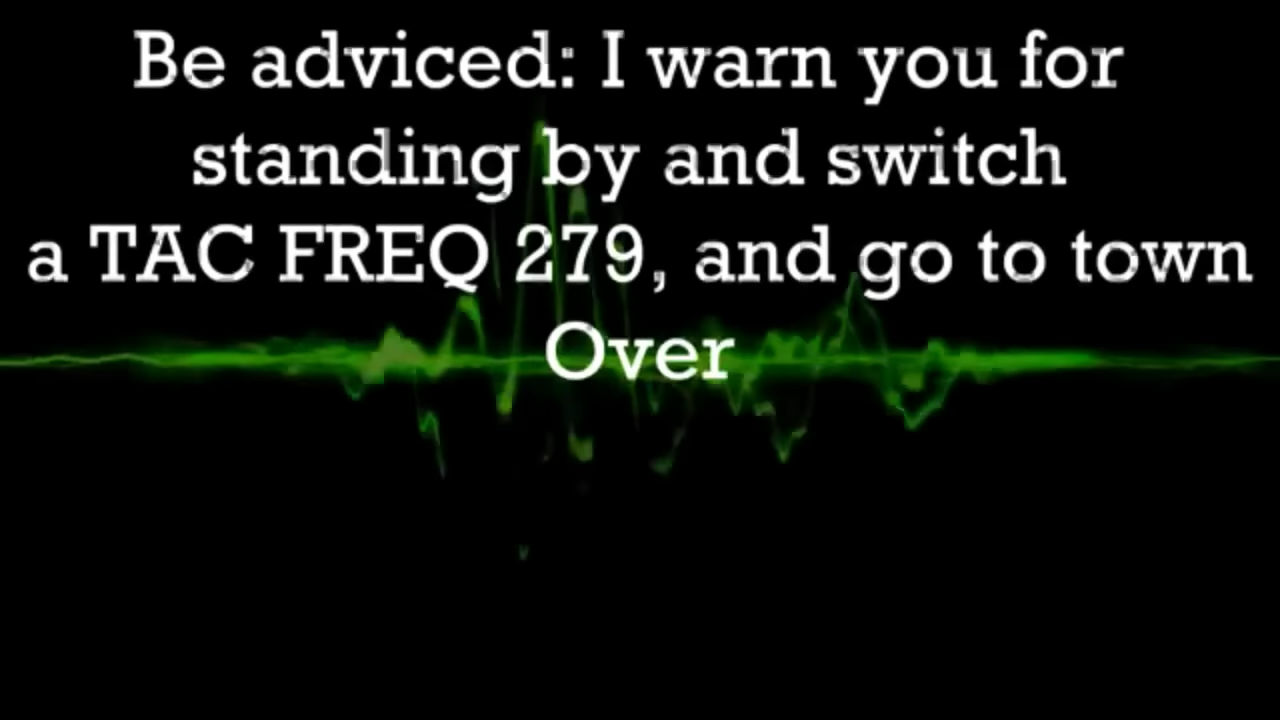 Be adviced: I warn you for
standing by and switch
a TAC FREQ 279, and go to town
Over